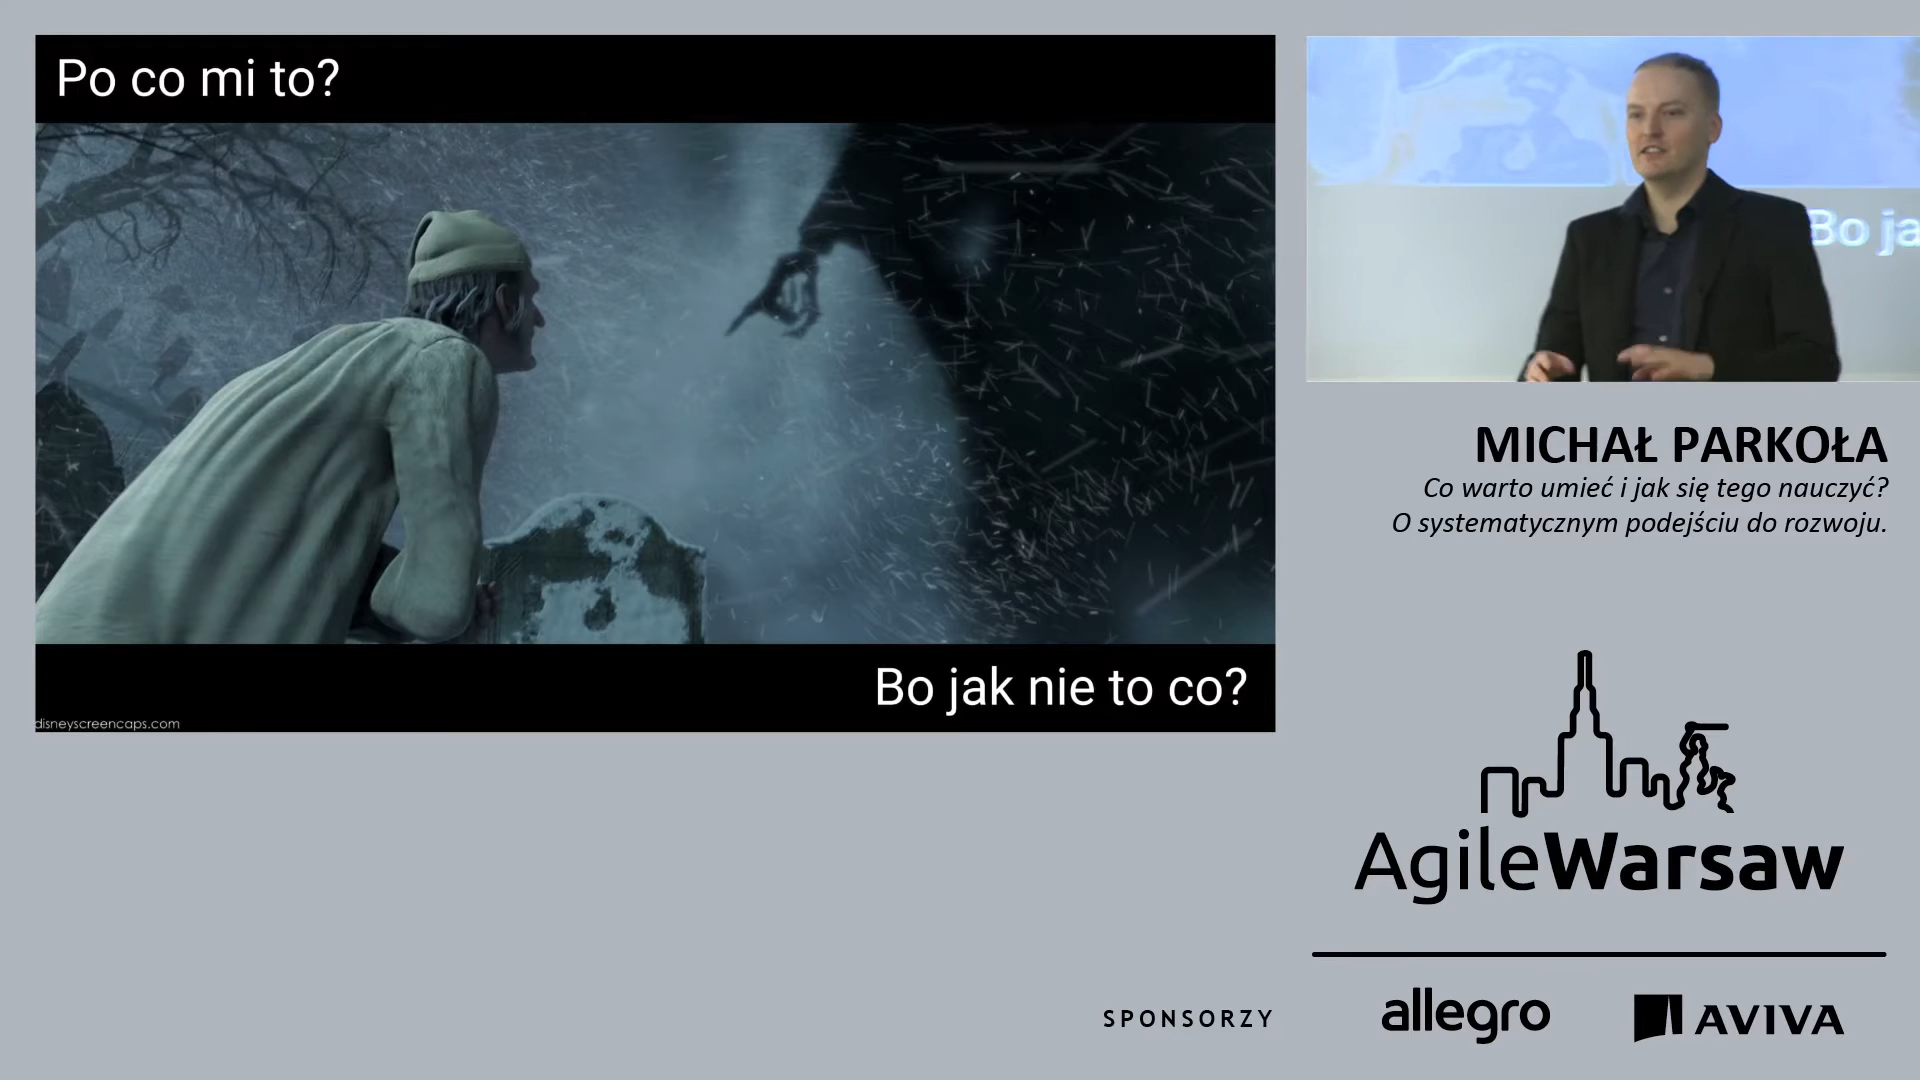 Po co mi to?
Bo jak nie to co?
disneyscreencaps.com
Bo ja
MICHAŁ PARKOŁA
Co warto umieć i jak się tego nauczyć?
O systematycznym podejściu do rozwoju.
AgileWarsaw
SPONSORZY
allegro
AVIVA